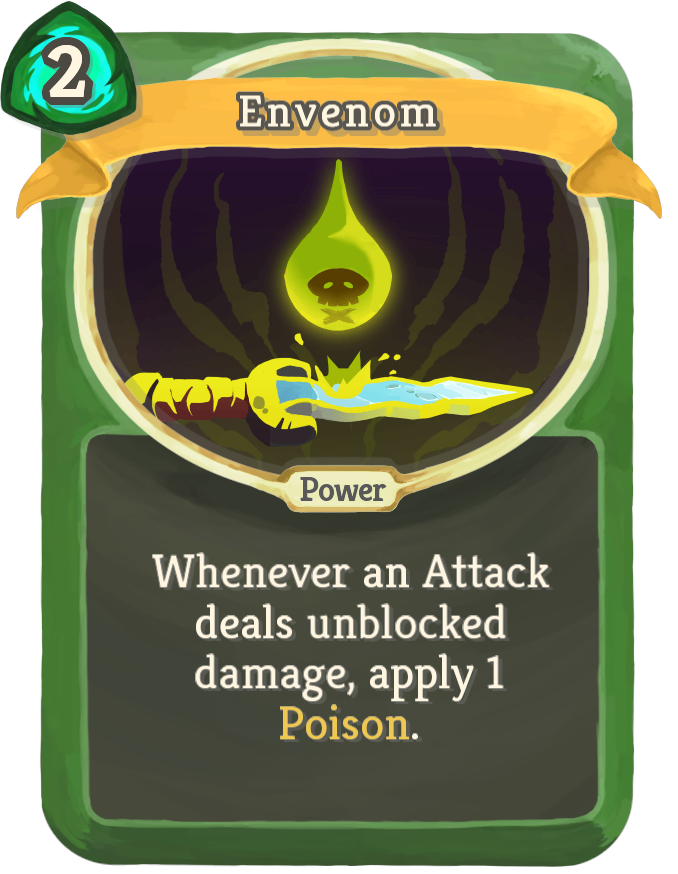 2
Envenom
Power
Whenever an Attack
deals unblocked
damage, apply 1
Poison.